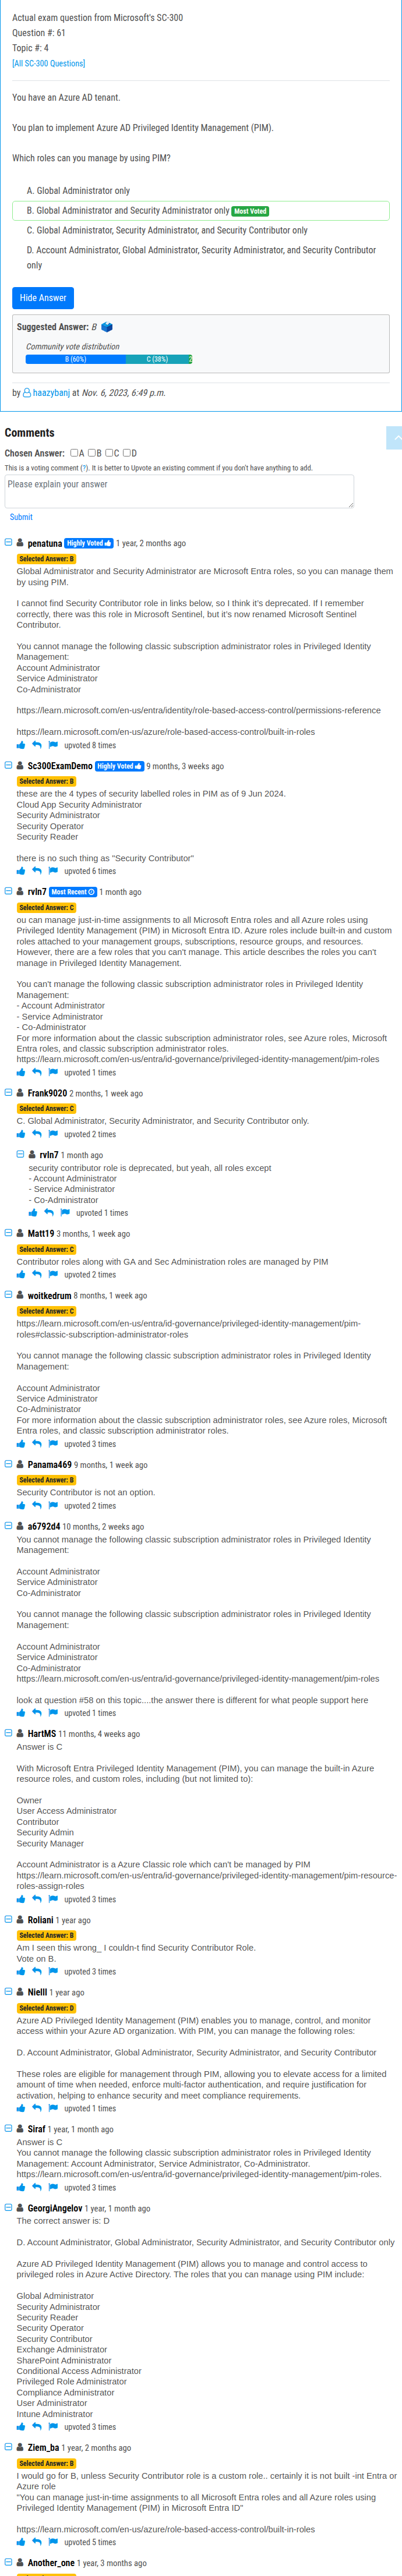 Actual exam question from Microsoft's SC-300
Question #: 61
Topic #: 4
[All SC-300 Questions]
You have an Azure AD tenant.
You plan to implement Azure AD Privileged Identity Management (PIM).
Which roles can you manage by using PIM?
A. Global Administrator only
B. Global Administrator and Security Administrator only Most Voted
C. Global Administrator, Security Administrator, and Security Contributor only
D. Account Administrator, Global Administrator, Security Administrator, and Security Contributor
only
Hide Answer
Suggested Answer: B
Community vote distribution
B (60%) C (38%)
by haazybanj at Nov. 6, 2023, 6:49 p.m.
Comments
Chosen Answer: A B C D
This is a voting comment (?). It is better to Upvote an existing comment if you don't have anything to add.
Please explain your answer
Submit
penatuna Highly Voted 1 year, 2 months ago
Selected Answer: B
Global Administrator and Security Administrator are Microsoft Entra roles, so you can manage them
by using PIM.
I cannot find Security Contributor role in links below, so I think it's deprecated. If I remember
correctly, there was this role in Microsoft Sentinel, but it's now renamed Microsoft Sentinel
Contributor.
You cannot manage the following classic subscription administrator roles in Privileged Identity
Management:
Account Administrator
Service Administrator
Co-Administrator
https://learn.microsoft.com/en-us/entra/identity/role-based-access-control/permissions-reference
https://learn.microsoft.com/en-us/azure/role-based-access-control/built-in-roles
upvoted 8 times
Sc300ExamDemo Highly Voted 9 months, 3 weeks ago
Selected Answer: B
these are the 4 types of security labelled roles in PIM as of 9 Jun 2024.
Cloud App Security Administrator
Security Administrator
Security Operator
Security Reader
there is no such thing as "Security Contributor"
upvoted 6 times
rvln7 Most Recent 1 month ago
Selected Answer: C
ou can manage just-in-time assignments to all Microsoft Entra roles and all Azure roles using
Privileged Identity Management (PIM) in Microsoft Entra ID. Azure roles include built-in and custom
roles attached to your management groups, subscriptions, resource groups, and resources.
However, there are a few roles that you can't manage. This article describes the roles you can't
manage in Privileged Identity Management.
You can't manage the following classic subscription administrator roles in Privileged Identity
Management:
- Account Administrator
- Service Administrator
- Co-Administrator
For more information about the classic subscription administrator roles, see Azure roles, Microsoft
Entra roles, and classic subscription administrator roles.
https://learn.microsoft.com/en-us/entra/id-governance/privileged-identity-management/pim-roles
upvoted 1 times
Frank9020 2 months, 1 week ago
Selected Answer: C
C. Global Administrator, Security Administrator, and Security Contributor only.
upvoted 2 times
rvln7 1 month ago
security contributor role is deprecated, but yeah, all roles except
- Account Administrator
- Service Administrator
- Co-Administrator
upvoted 1 times
Matt19 3 months, 1 week ago
Selected Answer: C
Contributor roles along with GA and Sec Administration roles are managed by PIM
upvoted 2 times
woitkedrum 8 months, 1 week ago
Selected Answer: C
https://learn.microsoft.com/en-us/entra/id-governance/privileged-identity-management/pim-
roles#classic-subscription-administrator-roles
You cannot manage the following classic subscription administrator roles in Privileged Identity
Management:
Account Administrator
Service Administrator
Co-Administrator
For more information about the classic subscription administrator roles, see Azure roles, Microsoft
Entra roles, and classic subscription administrator roles.
upvoted 3 times
Panama469 9 months, 1 week ago
Selected Answer: B
Security Contributor is not an option.
upvoted 2 times
a6792d4 10 months, 2 weeks ago
You cannot manage the following classic subscription administrator roles in Privileged Identity
Management:
Account Administrator
Service Administrator
Co-Administrator
You cannot manage the following classic subscription administrator roles in Privileged Identity
Management:
Account Administrator
Service Administrator
Co-Administrator
https://learn.microsoft.com/en-us/entra/id-governance/privileged-identity-management/pim-roles
look at question #58 on this topic....the answer there is different for what people support here
upvoted 1 times
HartMS 11 months, 4 weeks ago
Answer is C
With Microsoft Entra Privileged Identity Management (PIM), you can manage the built-in Azure
resource roles, and custom roles, including (but not limited to):
Owner
User Access Administrator
Contributor
Security Admin
Security Manager
Account Administrator is a Azure Classic role which can't be managed by PIM
https://learn.microsoft.com/en-us/entra/id-governance/privileged-identity-management/pim-resource-
roles-assign-roles
upvoted 3 times
Roliani 1 year ago
Selected Answer: B
Am I seen this wrong_ I couldn-t find Security Contributor Role.
Vote on B.
upvoted 3 times
Nielll 1 year ago
Selected Answer: D
Azure AD Privileged Identity Management (PIM) enables you to manage, control, and monitor
access within your Azure AD organization. With PIM, you can manage the following roles:
D. Account Administrator, Global Administrator, Security Administrator, and Security Contributor
These roles are eligible for management through PIM, allowing you to elevate access for a limited
amount of time when needed, enforce multi-factor authentication, and require justification for
activation, helping to enhance security and meet compliance requirements.
upvoted 1 times
Siraf 1 year, 1 month ago
Answer is C
You cannot manage the following classic subscription administrator roles in Privileged Identity
Management: Account Administrator, Service Administrator, Co-Administrator.
https://learn.microsoft.com/en-us/entra/id-governance/privileged-identity-management/pim-roles.
upvoted 3 times
GeorgiAngelov 1 year, 1 month ago
The correct answer is: D
D. Account Administrator, Global Administrator, Security Administrator, and Security Contributor only
Azure AD Privileged Identity Management (PIM) allows you to manage and control access to
privileged roles in Azure Active Directory. The roles that you can manage using PIM include:
Global Administrator
Security Administrator
Security Reader
Security Operator
Security Contributor
Exchange Administrator
SharePoint Administrator
Conditional Access Administrator
Privileged Role Administrator
Compliance Administrator
User Administrator
Intune Administrator
upvoted 3 times
Ziem_ba 1 year, 2 months ago
Selected Answer: B
I would go for B, unless Security Contributor role is a custom role.. certainly it is not built -int Entra or
Azure role
"You can manage just-in-time assignments to all Microsoft Entra roles and all Azure roles using
Privileged Identity Management (PIM) in Microsoft Entra ID"
https://learn.microsoft.com/en-us/azure/role-based-access-control/built-in-roles
upvoted 5 times
Another_one 1 year, 3 months ago